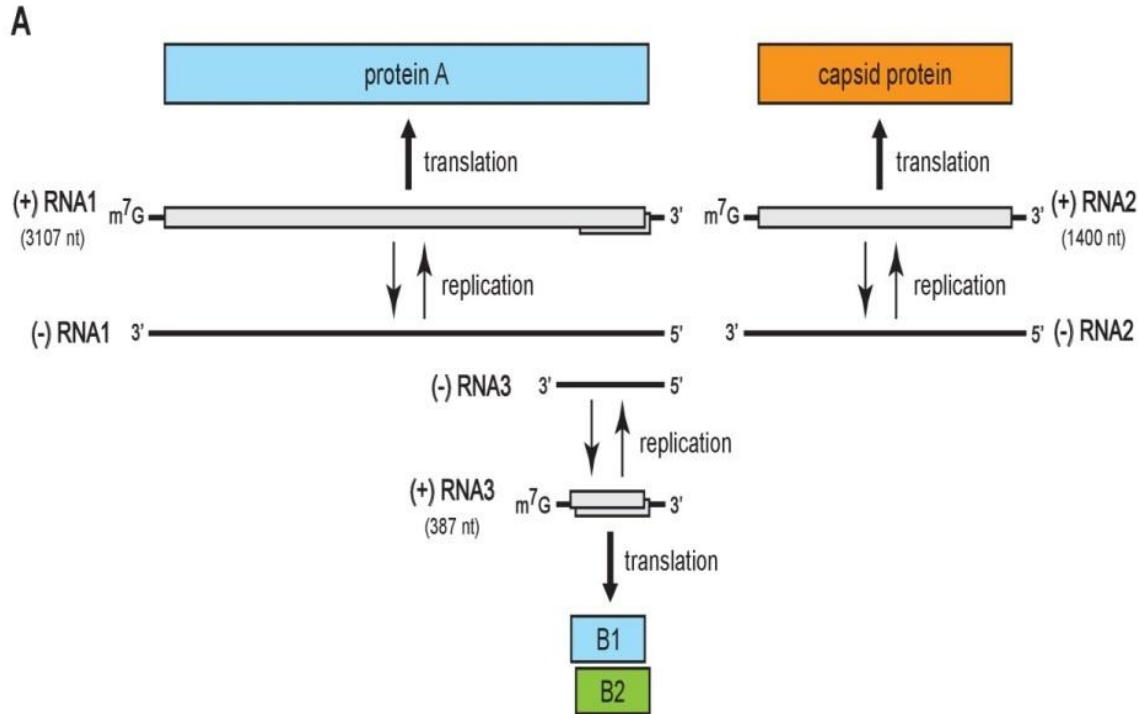 A
protein A
capsid protein
translation
translation
(+) RNA1
(3107 nt)
m⁷G
3'
m⁷G
3'
(+) RNA2
(1400 nt)
replication
replication
(-) RNA1
3'
5'
3'
5'
(-) RNA2
(-) RNA3
3'
5'
replication
(+) RNA3
(387 nt)
m⁷G
3'
translation
B1
B2